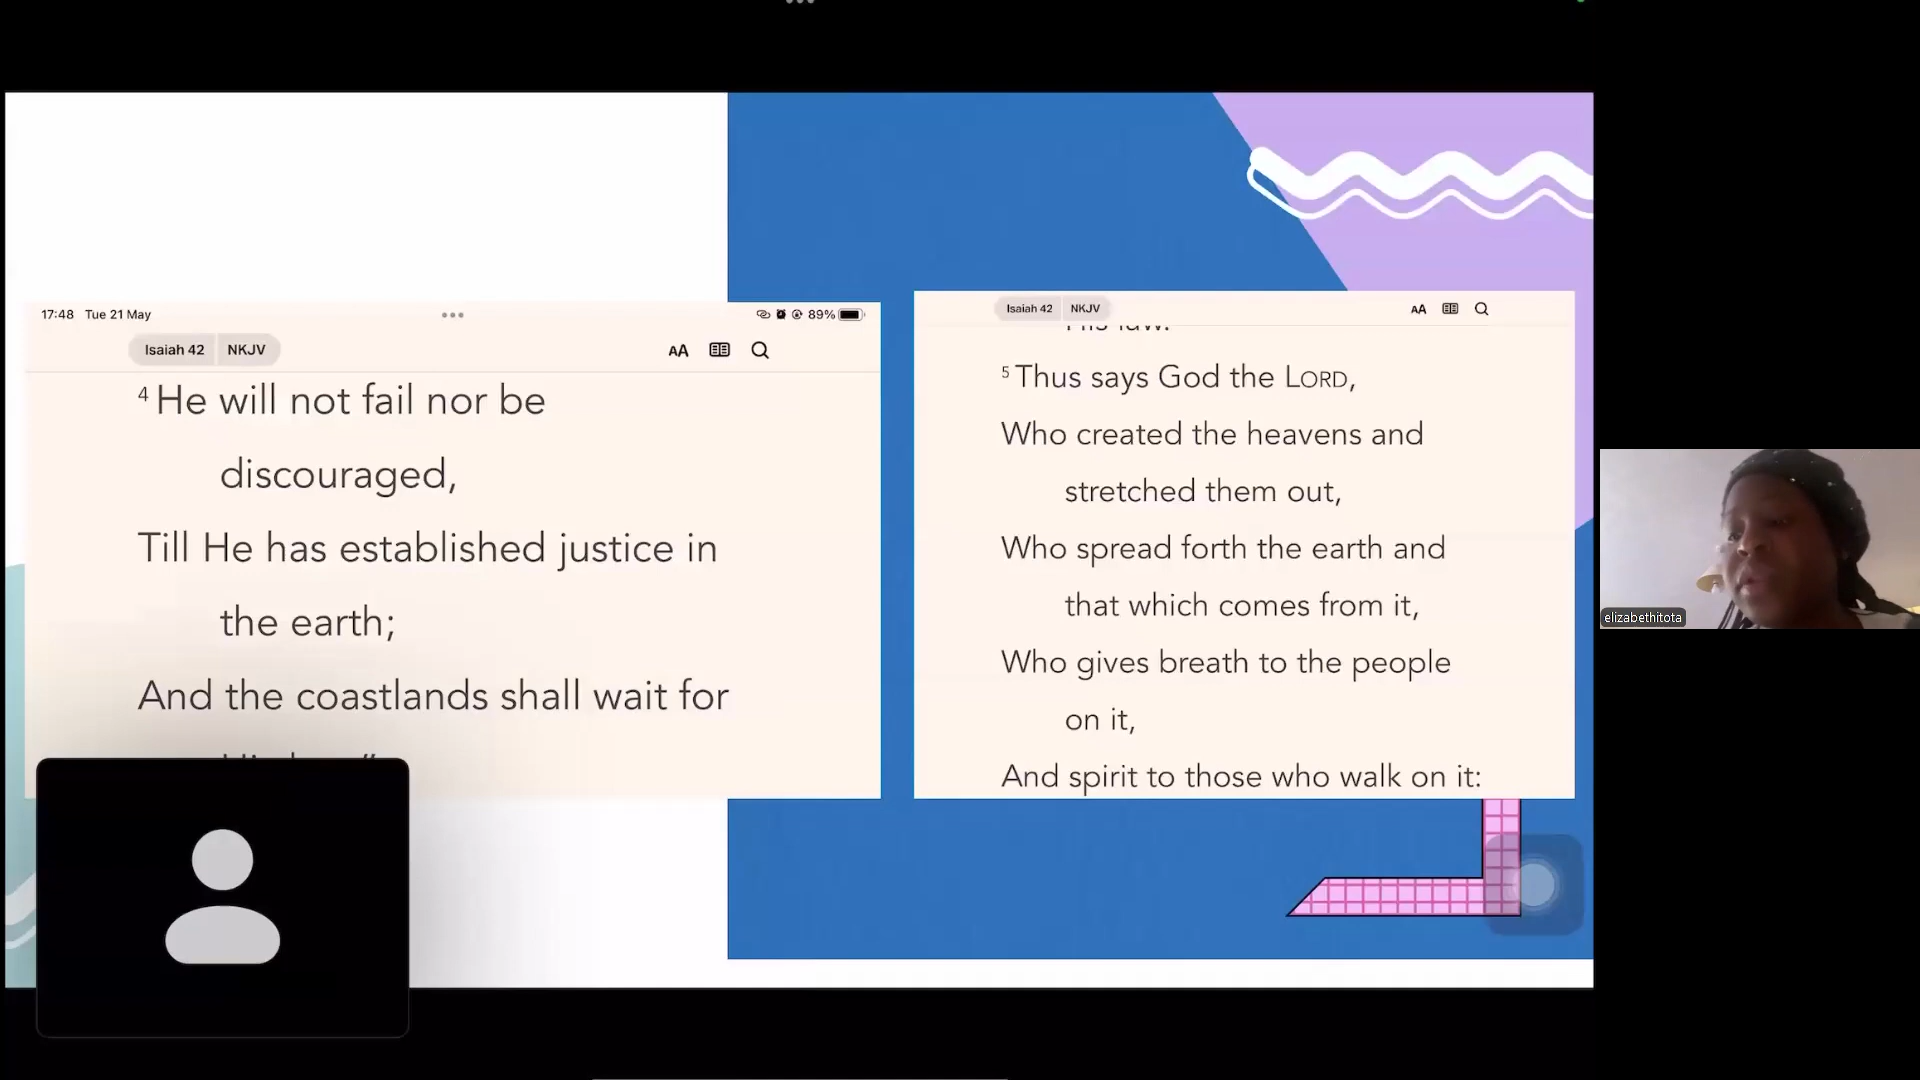 17:48 Tue 21 May
89%
Isaiah 42 NKJV
AA
4 He will not fail nor be
discouraged,
Till He has established justice in
the earth;
And the coastlands shall wait for
Isaiah 42 NKJV
AA
5 Thus says God the LORD,
Who created the heavens and
stretched them out,
Who spread forth the earth and
that which comes from it,
Who gives breath to the people
on it,
And spirit to those who walk on it:
elizabethitota